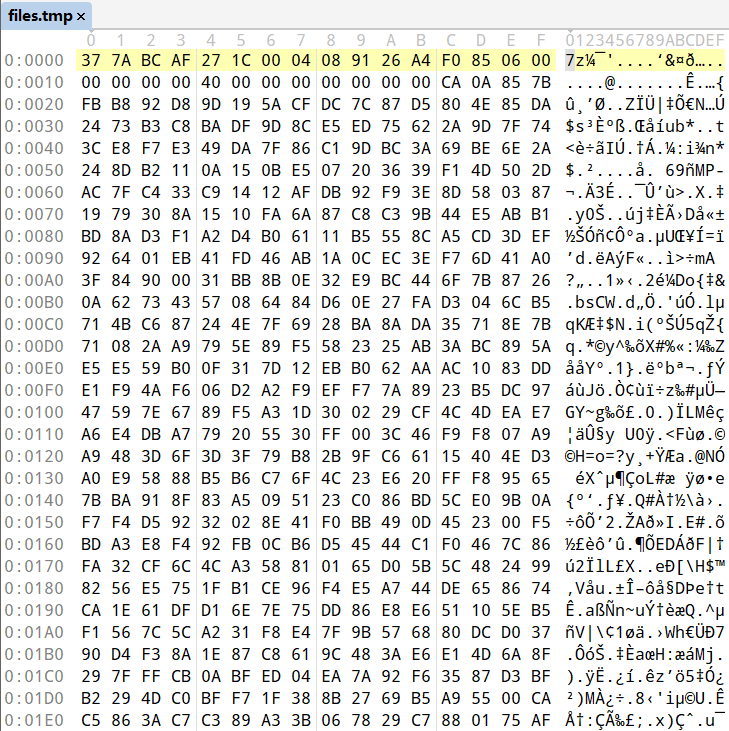 files.tmp ×
0 1 2 3 4 5 6 7 8 9 A B C D E F 0123456789ABCDEF
0:0000 37 7A BC AF 27 1C 00 04 08 91 26 A4 F0 85 06 00 7z¼¯'....‘&¤ð…..
0:0010 00 00 00 00 40 00 00 00 00 00 00 00 CA 0A 85 7B ....@.......Ê.…{
0:0020 FB B8 92 D8 9D 19 5A CF DC 7C 87 D5 80 4E 85 DA û¸’Ø..ZÏÜ|‡Õ€N…Ú
0:0030 24 73 B3 C8 BA DF 9D 8C E5 ED 75 62 2A 9D 7F 74 $s³Èºß.Œåíub*..t
0:0040 3C E8 F7 E3 49 DA 7F 86 C1 9D BC 3A 69 BE 6E 2A <è÷ãIÚ.†Á.¼:i¾n*
0:0050 24 8D B2 11 0A 15 0B E5 07 20 36 39 F1 4D 50 2D $.²....å. 69ñMP-
0:0060 AC 7F C4 33 C9 14 12 AF DB 92 F9 3E 8D 58 03 87 ¬.Ä3É..¯Û’ù>.X.‡
0:0070 19 79 30 8A 15 10 FA 6A 87 C8 C3 9B 44 E5 AB B1 .y0Š..új‡ÈÃ›Då«±
0:0080 BD 8A D3 F1 A2 D4 B0 61 11 B5 55 8C A5 CD 3D EF ½ŠÓñ¢Ô°a.µUŒ¥Í=ï
0:0090 92 64 01 EB 41 FD 46 AB 1A 0C EC 3E F7 6D 41 A0 ’d.ëAýF«..ì>÷mA
0:00A0 3F 84 90 00 31 BB 8B 0E 32 E9 BC 44 6F 7B 87 26 ?„..1»‹.2é¼Do{‡&
0:00B0 0A 62 73 43 57 08 64 84 D6 0E 27 FA D3 04 6C B5 .bsCW.d„Ö.'úÓ.lµ
0:00C0 71 4B C6 87 24 4E 7F 69 28 BA 8A DA 35 71 8E 7B qKÆ‡$N.i(ºŠÚ5qŽ{
0:00D0 71 08 2A A9 79 5E 89 F5 58 23 25 AB 3A BC 89 5A q.*©y^‰õX#%«:¼‰Z
0:00E0 E5 E5 59 B0 0F 31 7D 12 EB B0 62 AA AC 10 83 DD ååY°.1}.ë°bª¬.ƒÝ
0:00F0 E1 F9 4A F6 06 D2 A2 F9 EF F7 7A 89 23 B5 DC 97 áùJö.Ò¢ùï÷z‰#µÜ—
0:0100 47 59 7E 67 89 F5 A3 1D 30 02 29 CF 4C 4D EA E7 GY~g‰õ£.0.)ÏLMêç
0:0110 A6 E4 DB A7 79 20 55 30 FF 00 3C 46 F9 F8 07 A9 ¦äÛ§y U0ÿ.<Fùø.©
0:0120 A9 48 3D 6F 3D 3F 79 B8 2B 9F C6 61 15 40 4E D3 ©H=o=?y¸+ŸÆa.@NÓ
0:0130 A0 E9 58 88 B5 B6 C7 6F 4C 23 E6 20 FF F8 95 65 éXˆµ¶ÇoL#æ ÿø•e
0:0140 7B BA 91 8F 83 A5 09 51 23 C0 86 BD 5C E0 9B 0A {º‘.ƒ¥.Q#À†½\à›.
0:0150 F7 F4 D5 92 32 02 8E 41 F0 BB 49 0D 45 23 00 F5 ÷ôÕ’2.ŽAð»I.E#.õ
0:0160 BD A3 E8 F4 92 FB 0C B6 D5 45 44 C1 F0 46 7C 86 ½£èô’û.¶ÕEDÁðF|†
0:0170 FA 32 CF 6C 4C A3 58 81 01 65 D0 5B 5C 48 24 99 ú2ÏlL£X..eÐ[\H$™
0:0180 82 56 E5 75 1F B1 CE 96 F4 E5 A7 44 DE 65 86 74 ‚Våu.±Î–ôå§DÞe†t
0:0190 CA 1E 61 DF D1 6E 7E 75 DD 86 E8 E6 51 10 5E B5 Ê.aßÑn~uÝ†èæQ.^µ
0:01A0 F1 56 7C 5C A2 31 F8 E4 7F 9B 57 68 80 DC D0 37 ñV|\¢1øä.›Wh€ÜÐ7
0:01B0 90 D4 F3 8A 1E 87 C8 61 9C 48 3A E6 E1 4D 6A 8F .ÔóŠ.‡ÈaœH:æáMj.
0:01C0 29 7F FF CB 0A BF ED 04 EA 7A 92 F6 35 87 D3 BF ).ÿË.¿í.êz’ö5‡Ó¿
0:01D0 B2 29 4D C0 BF F7 1F 38 8B 27 69 B5 A9 55 00 CA ²)MÀ¿÷.8‹'iµ©U.Ê
0:01E0 C5 86 3A C7 C3 89 A3 3B 06 78 29 C7 88 01 75 AF Å†:ÇÃ‰£;.x)Çˆ.u¯